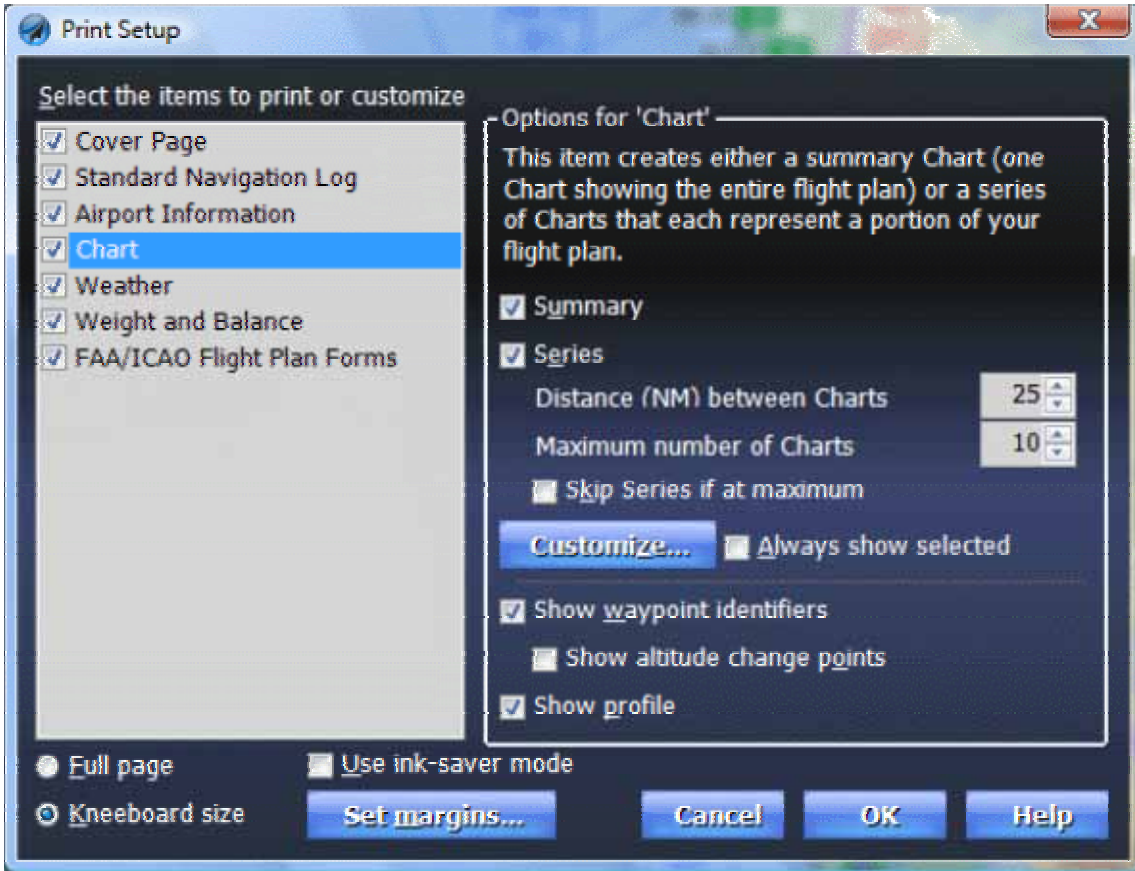 Print Setup
Select the items to print or customize
Cover Page
Standard Navigation Log
Airport Information
Chart
Weather
Weight and Balance
FAA/ICAO Flight Plan Forms
Options for 'Chart'
This item creates either a summary Chart (one
Chart showing the entire flight plan) or a series
of Charts that each represent a portion of your
flight plan.
Summary
Series
Distance (NM) between Charts 25
Maximum number of Charts 10
Skip Series if at maximum
Customize... Always show selected
Show waypoint identifiers
Show altitude change points
Show profile
Full page Use ink-saver mode
Kneeboard size Set margins... Cancel OK Help